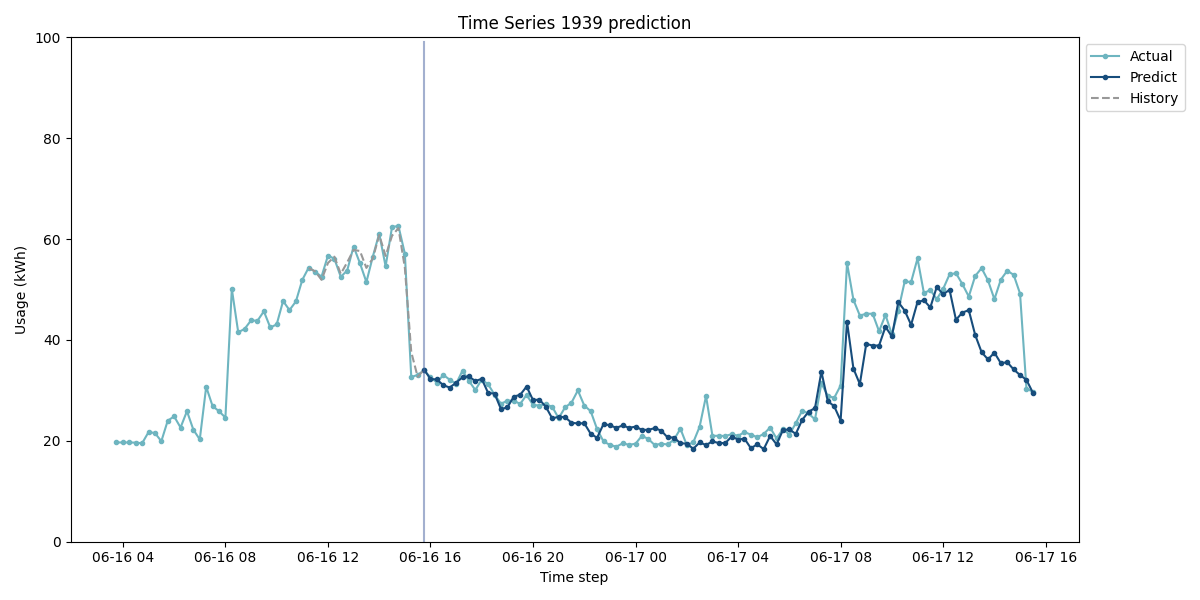 Time Series 1939 prediction
100
80
60
40
20
0
Usage (kWh)
06-16 04
06-16 08
06-16 12
06-16 16
06-16 20
06-17 00
06-17 04
06-17 08
06-17 12
06-17 16
Time step
Actual
Predict
History